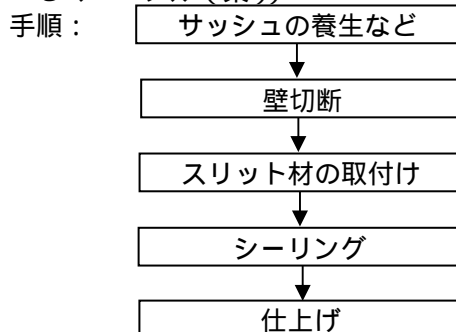 手順： サッシュの養生など
壁切断
スリット材の取付け
シーリング
仕上げ